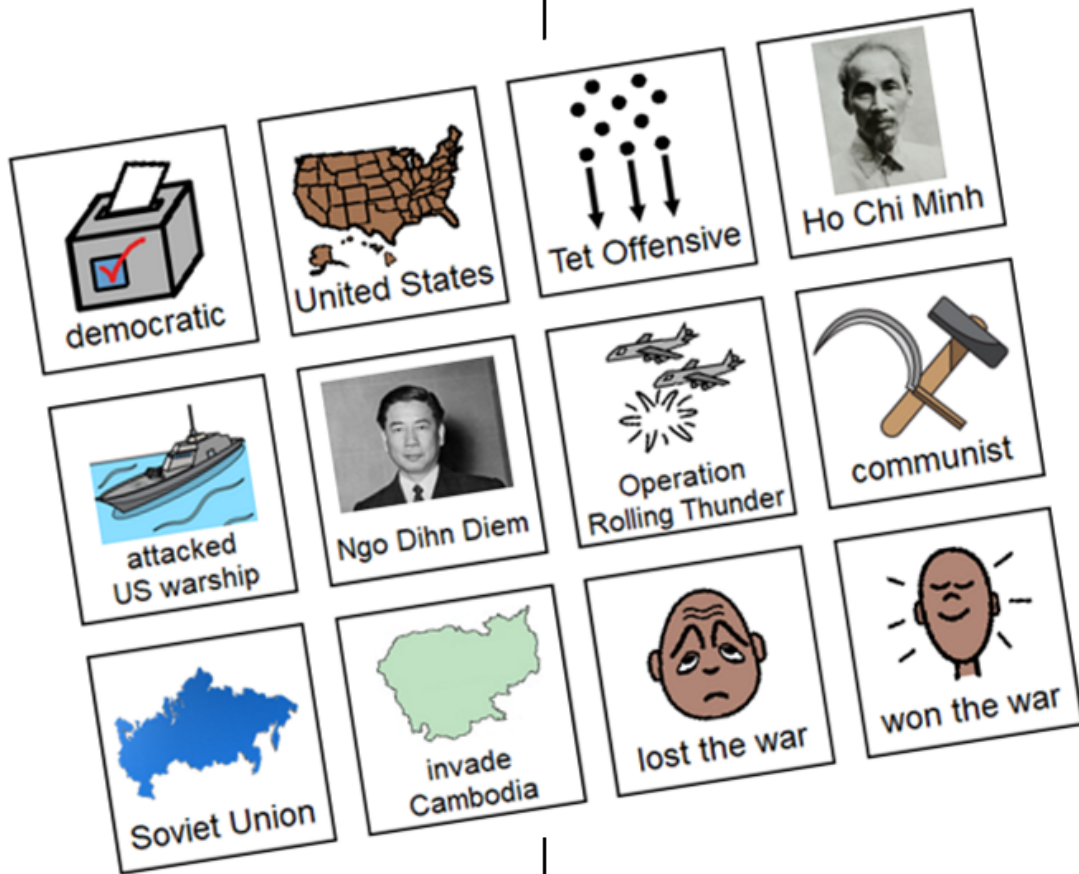 democratic
United States
Tet Offensive
Ho Chi Minh
attacked
US warship
Ngo Dihn Diem
Operation
Rolling Thunder
communist
Soviet Union
invade
Cambodia
lost the war
won the war